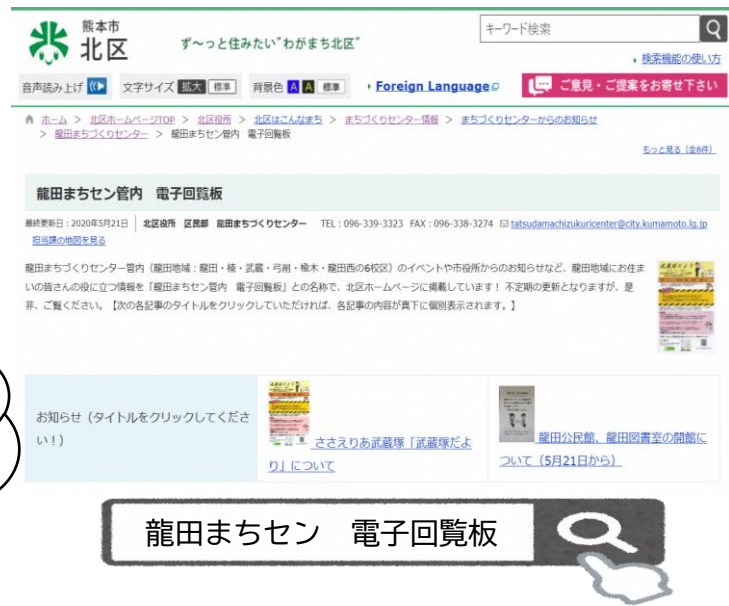 熊本市
北区
ず～っと住みたい"わがまち北区"
キーワード検索
検索機能の使い方
音声読み上げ 文字サイズ 拡大 標準 背景色 A A 標準 Foreign Language ご意見・ご提案をお寄せ下さい
ホーム > 北区ホームページTOP > 北区役所 > 北区はこんなまち > まちづくりセンター情報 > まちづくりセンターからのお知らせ
> 龍田まちづくりセンター > 龍田まちセン管内 電子回覧板
もっと見る（全8件）
龍田まちセン管内 電子回覧板
最終更新日：2020年5月21日 北区役所 区民部 龍田まちづくりセンター TEL：096-339-3323 FAX：096-338-3274 tatsudamachizukuricenter@city.kumamoto.lg.jp
担当課の地図を見る
龍田まちづくりセンター管内（龍田地域：龍田・楠・武蔵・弓削・楡木・龍田西の6校区）のイベントや市役所からのお知らせなど、龍田地域にお住ま
いの皆さんの役に立つ情報を「龍田まちセン管内 電子回覧板」との名称で、北区ホームページに掲載しています！ 不定期の更新となりますが、是
非、ご覧ください。【次の各記事のタイトルをクリックしていただければ、各記事の内容が真下に個別表示されます。】
お知らせ（タイトルをクリックしてくださ
い！）
ささえりあ武蔵塚「武蔵塚だよ
り」について
龍田公民館、龍田図書室の開館に
ついて（5月21日から）
龍田まちセン 電子回覧板